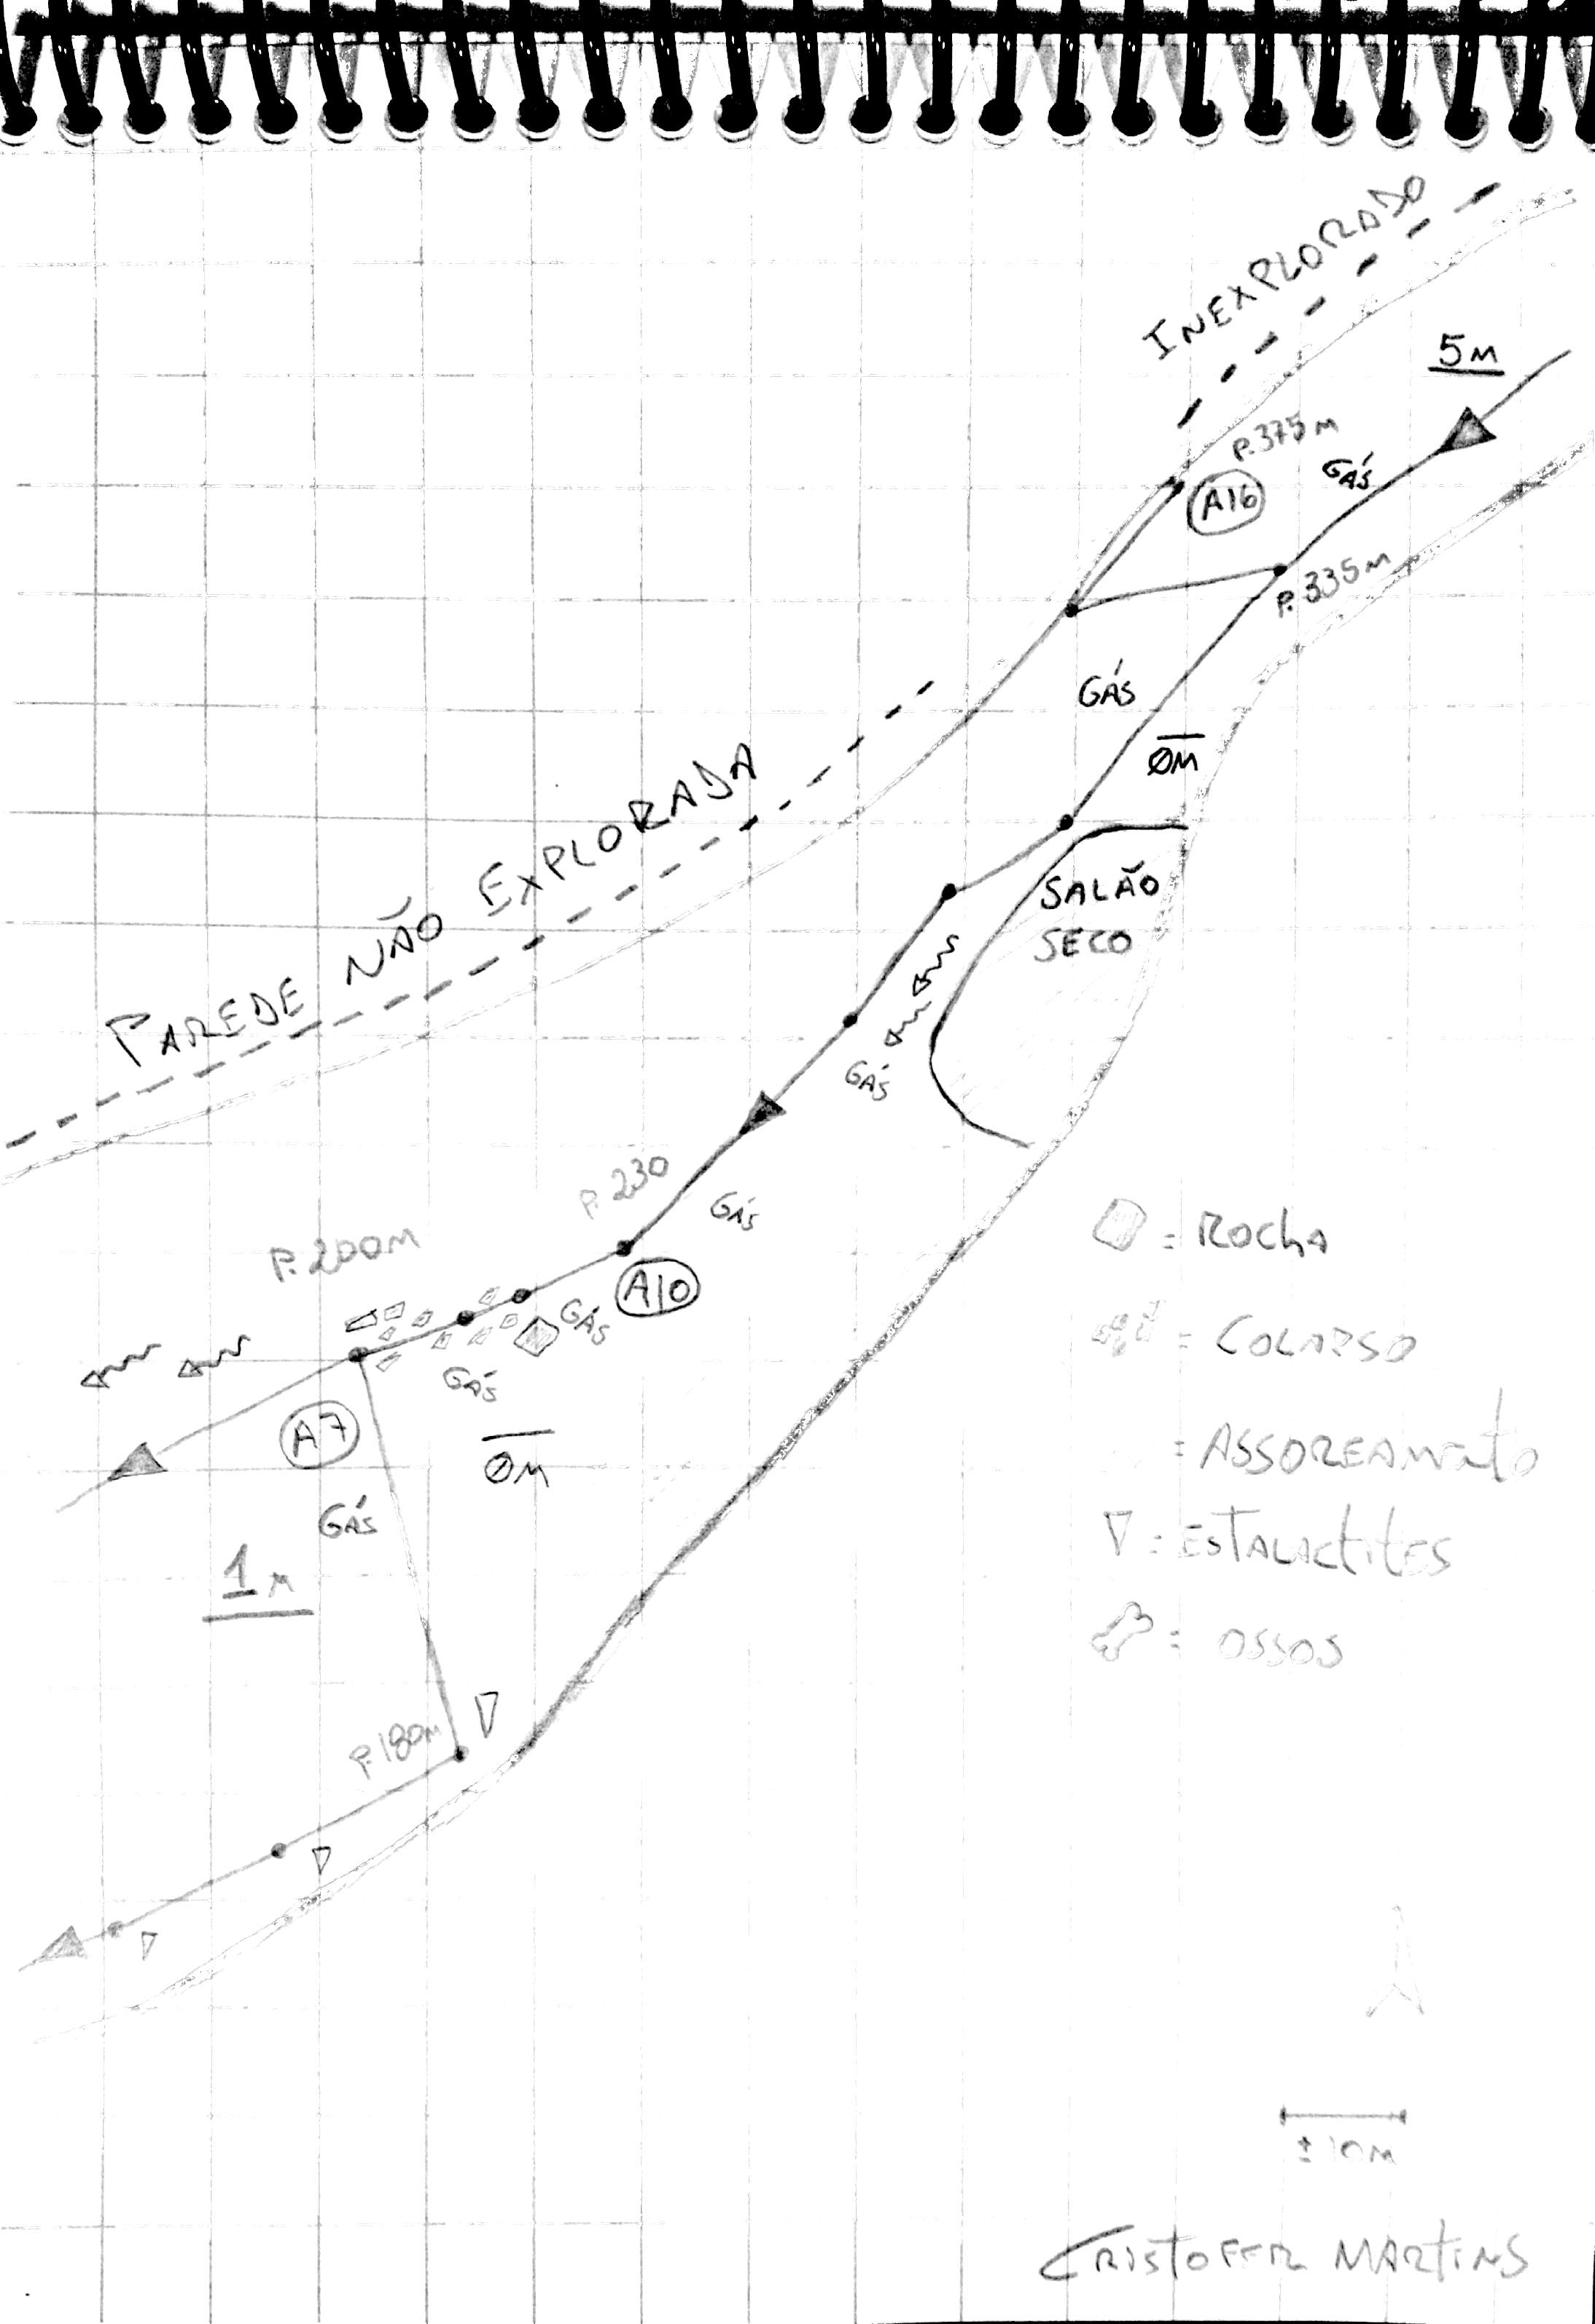 INEXPLORADO
5M
P.375M
GÁS
A16
P.335M
GÁS
ØM
PAREDE NÃO EXPLORADA
SALÃO
SECO
GÁS
P.230
GÁS
P.200M
A10
GÁS
GÁS
A7
ØM
GÁS
1M
P.180M
= ROCHA
= COLAPSO
= ASSOREAMENTO
= ESTALACTITES
= OSSOS
± 10M
CRISTOFER MARTINS